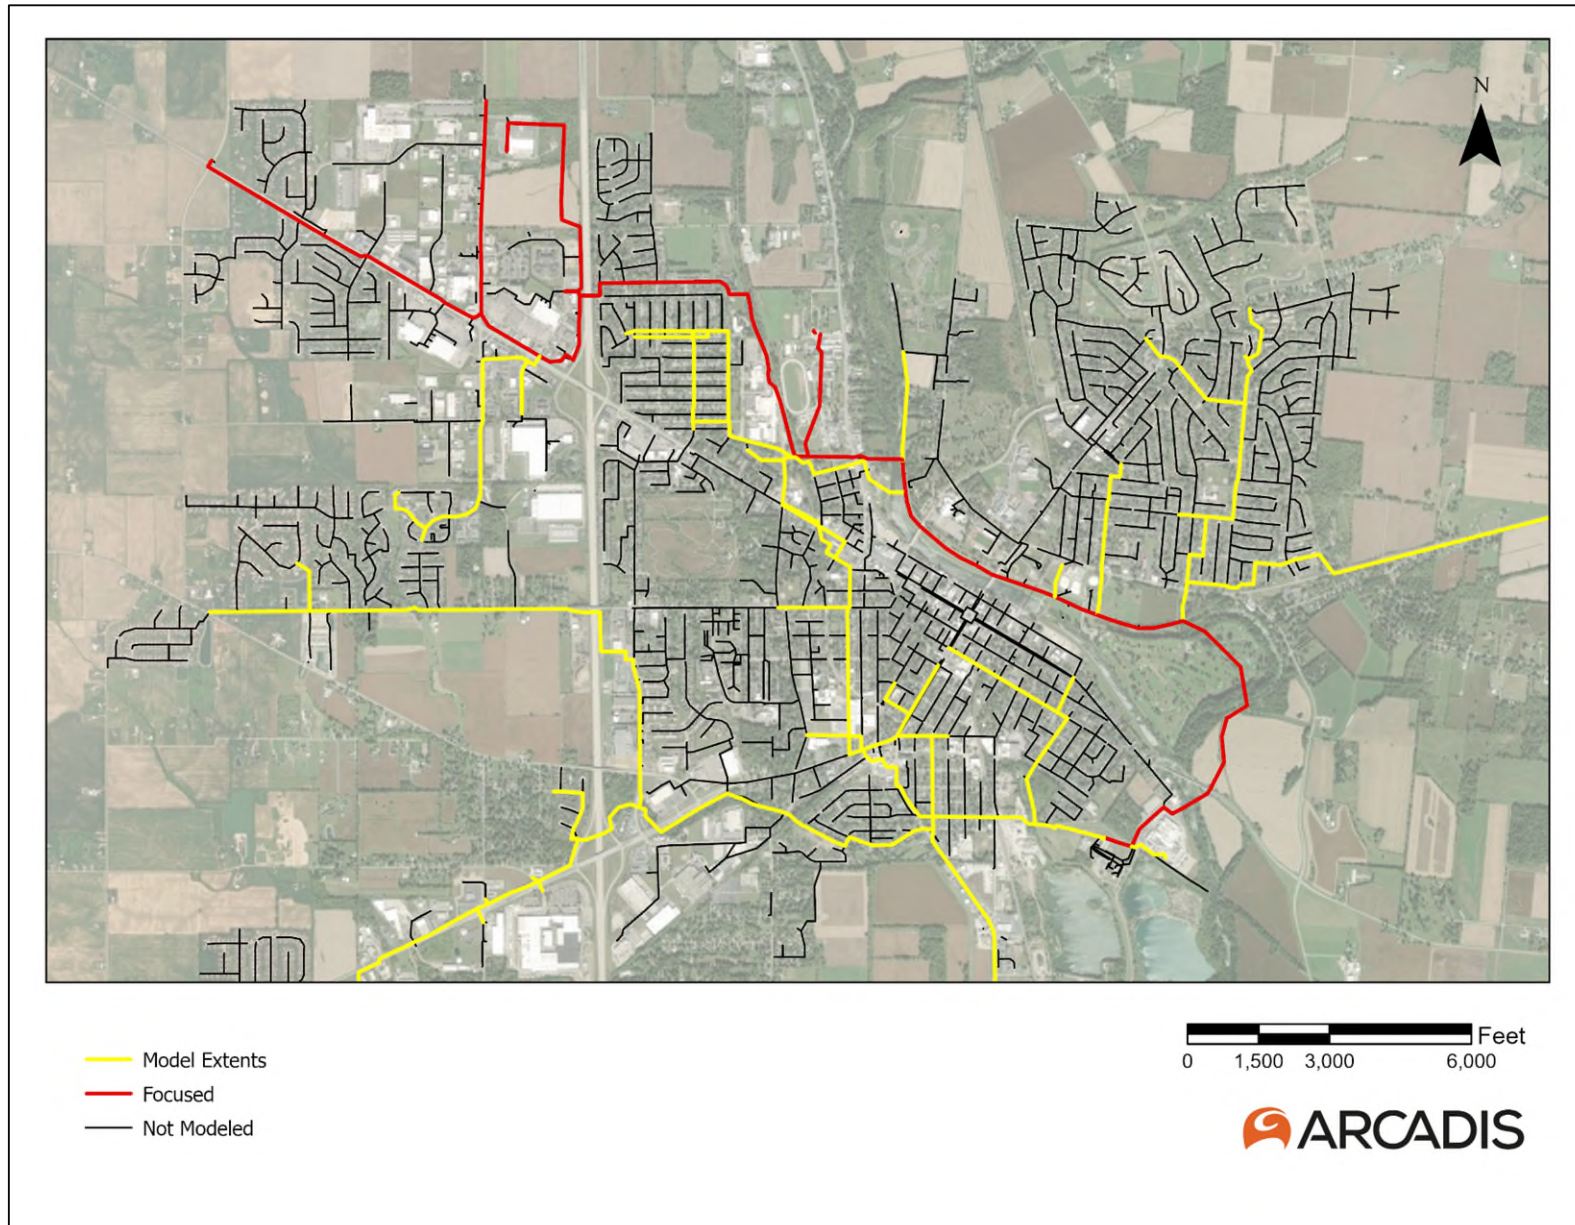 N
Model Extents
Focused
Not Modeled
Feet
0 1,500 3,000 6,000
ARCADIS